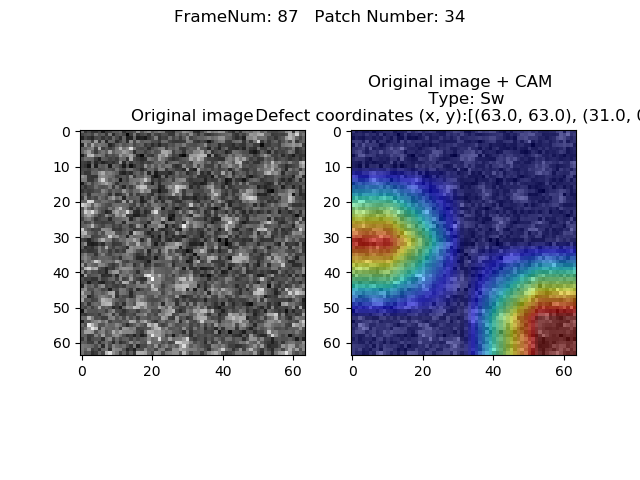 FrameNum: 87   Patch Number: 34
Original image + CAM
Type: Sw
Original image
Defect coordinates (x, y):[(63.0, 63.0), (31.0, 0
0
10
20
30
40
50
60
0 20 40 60
0
10
20
30
40
50
60
0 20 40 60